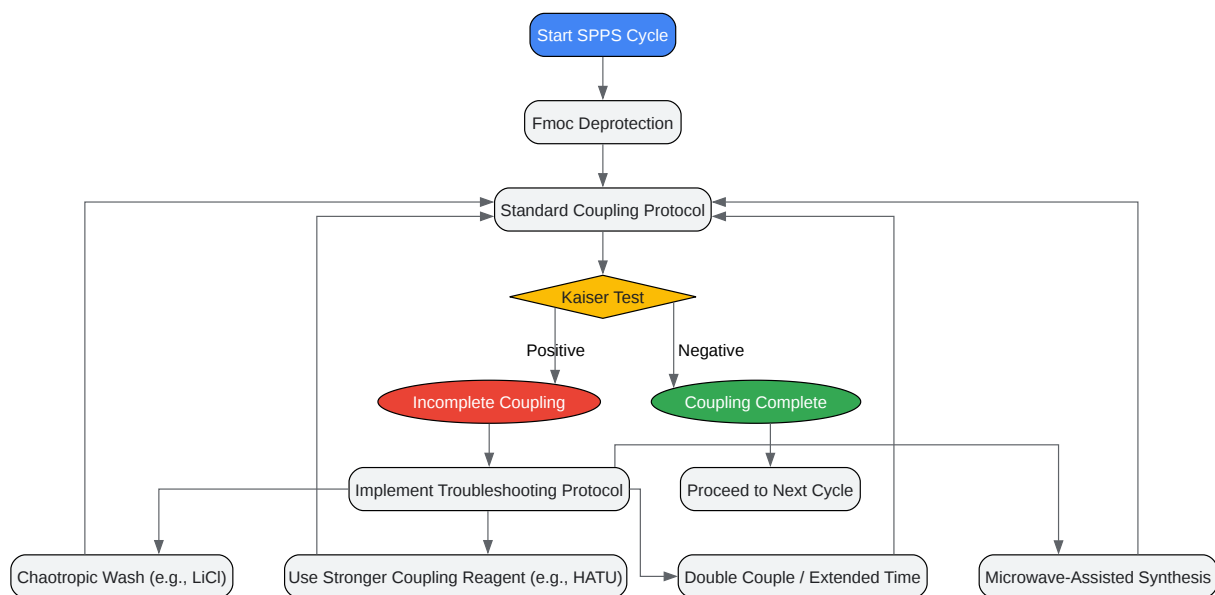 Start SPPS Cycle
Fmoc Deprotection
Standard Coupling Protocol
Kaiser Test
Positive
Negative
Incomplete Coupling
Coupling Complete
Implement Troubleshooting Protocol
Proceed to Next Cycle
Chaotropic Wash (e.g., LiCl)
Use Stronger Coupling Reagent (e.g., HATU)
Double Couple / Extended Time
Microwave-Assisted Synthesis